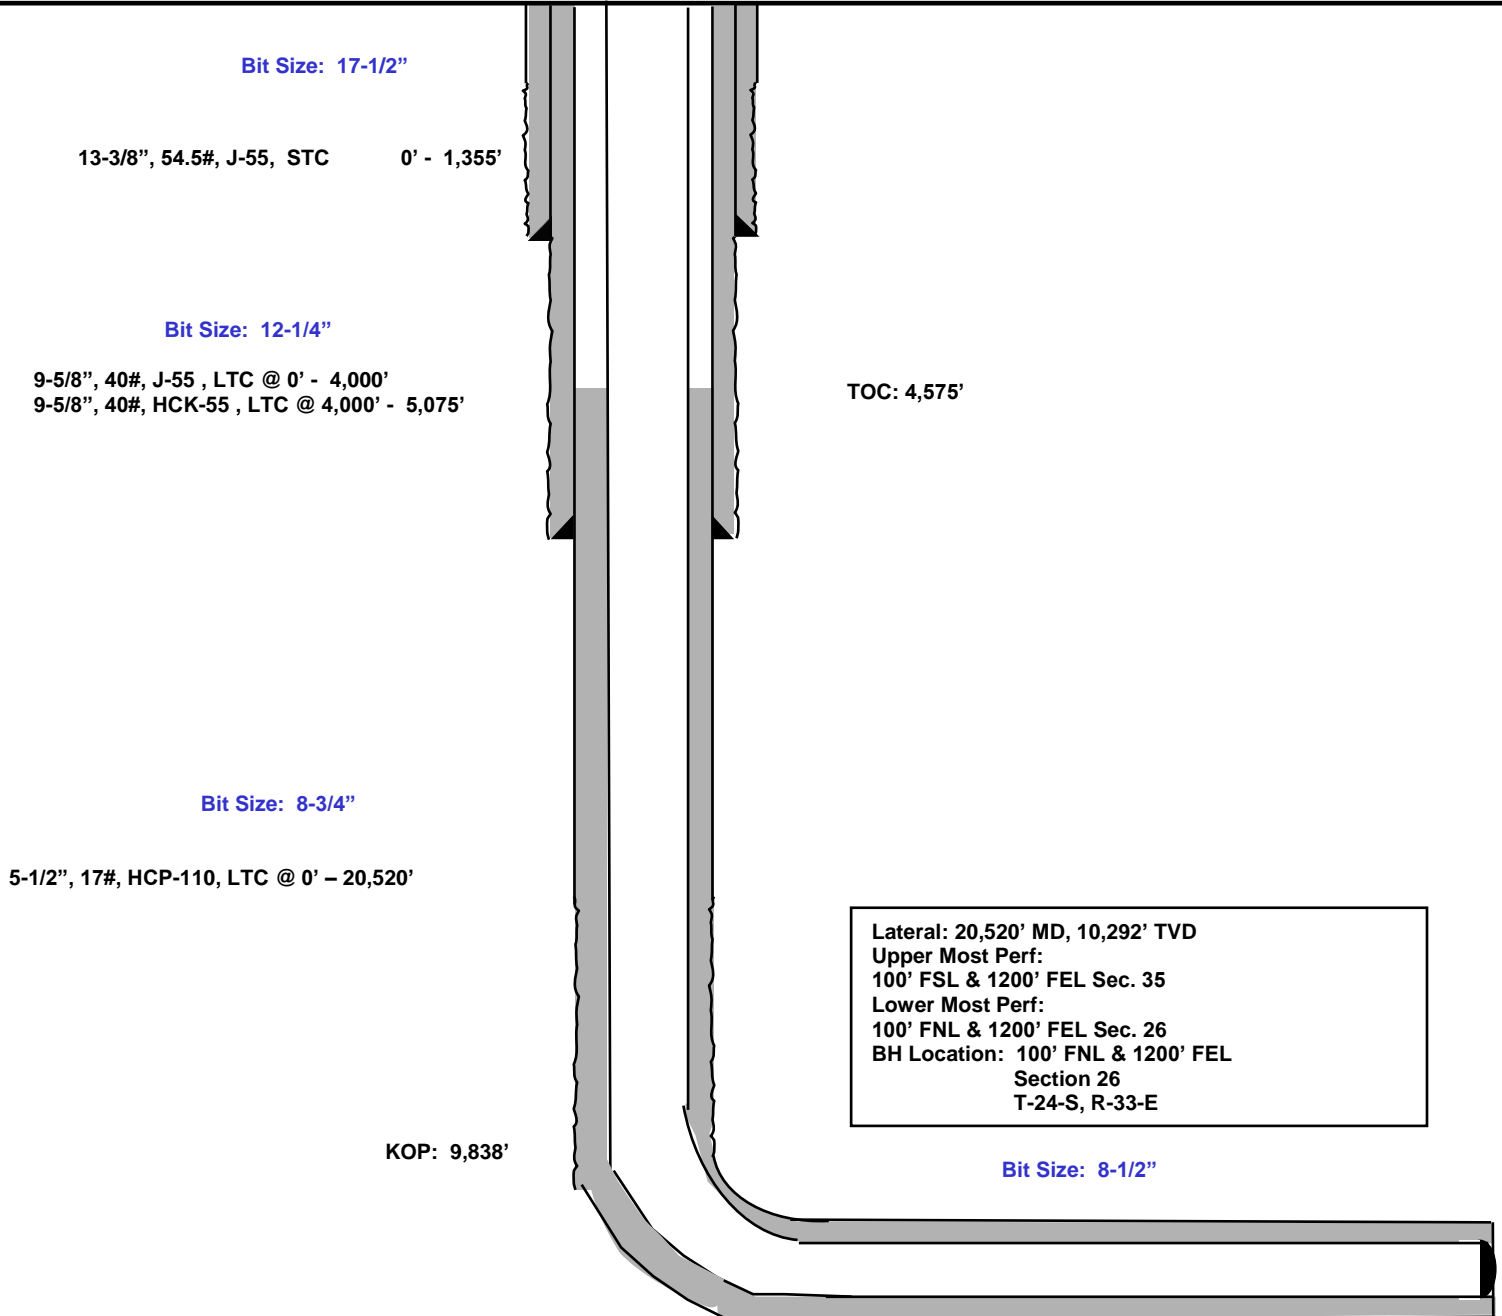 Bit Size: 17-1/2”
13-3/8”, 54.5#, J-55, STC 0’ - 1,355’
Bit Size: 12-1/4”
9-5/8”, 40#, J-55 , LTC @ 0’ - 4,000’
9-5/8”, 40#, HCK-55 , LTC @ 4,000’ - 5,075’
TOC: 4,575’
Bit Size: 8-3/4”
5-1/2”, 17#, HCP-110, LTC @ 0’ – 20,520’
Lateral: 20,520’ MD, 10,292’ TVD
Upper Most Perf:
100’ FSL & 1200’ FEL Sec. 35
Lower Most Perf:
100’ FNL & 1200’ FEL Sec. 26
BH Location: 100’ FNL & 1200’ FEL
Section 26
T-24-S, R-33-E
KOP: 9,838’
Bit Size: 8-1/2”